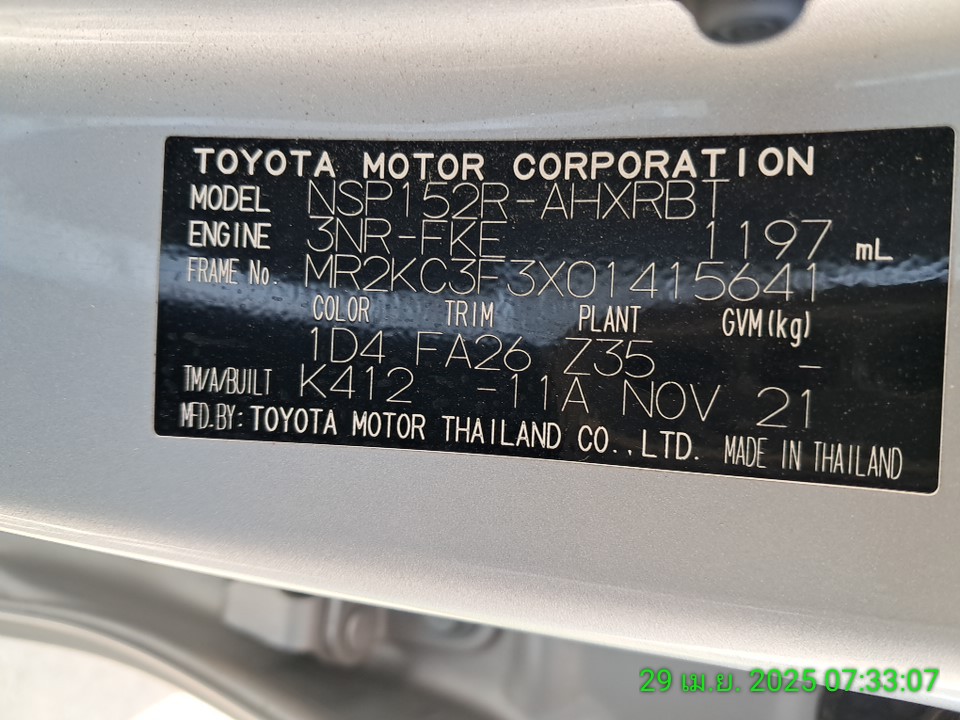 TOYOTA MOTOR CORPORATION
MODEL NSP152R-AHXRBT
ENGINE 3NR-FKE 1197 mL
FRAME No. MR2KC3F3X01415641
COLOR TRIM PLANT GVM(kg)
1D4 FA26 Z35 -
TM/A/BUILT K412 -11A NOV 21
MFD.BY: TOYOTA MOTOR THAILAND CO.,LTD. MADE IN THAILAND
29 เม.ย. 2025 07:33:07